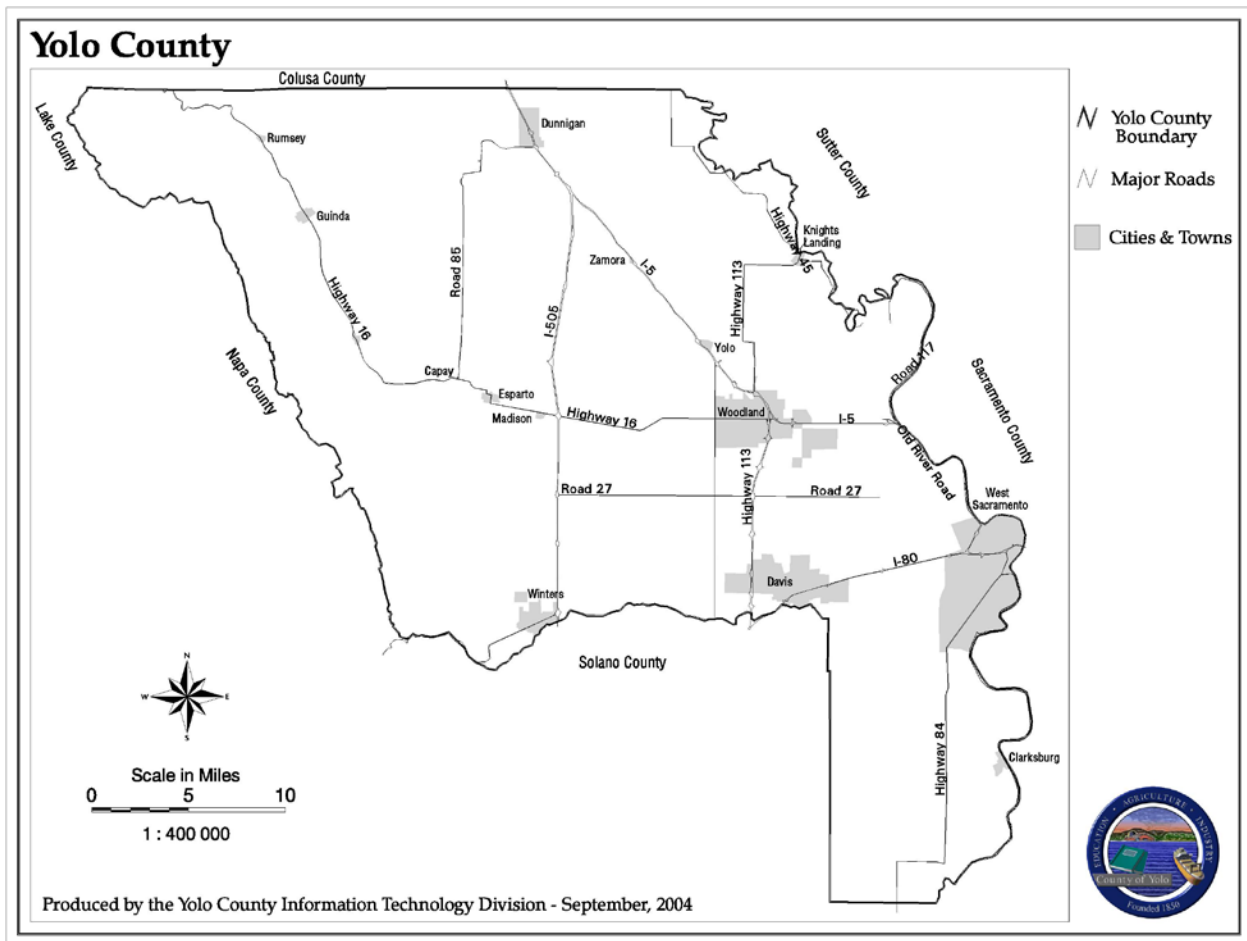 Yolo County
Colusa County
Lake County
Rumsey
Dunnigan
Sutter County
Guinda
Highway 45
Knights
Landing
Road 85
Zamora
I-5
Highway 113
Highway 16
I-505
Yolo
Napa County
Road 117
Sacramento County
Capay
Esparto
Madison
Highway 16
Woodland
I-5
Old River Road
Highway 113
Road 27
Road 27
West
Sacramento
I-80
Davis
Winters
Solano County
Highway 84
Clarksburg
N
W
E
S
Scale in Miles
0 5 10
1 : 400 000
Produced by the Yolo County Information Technology Division - September, 2004
Yolo County
Boundary
Major Roads
Cities & Towns
EDUCATION • AGRICULTURE • INDUSTRY
County of Yolo
Founded 1850